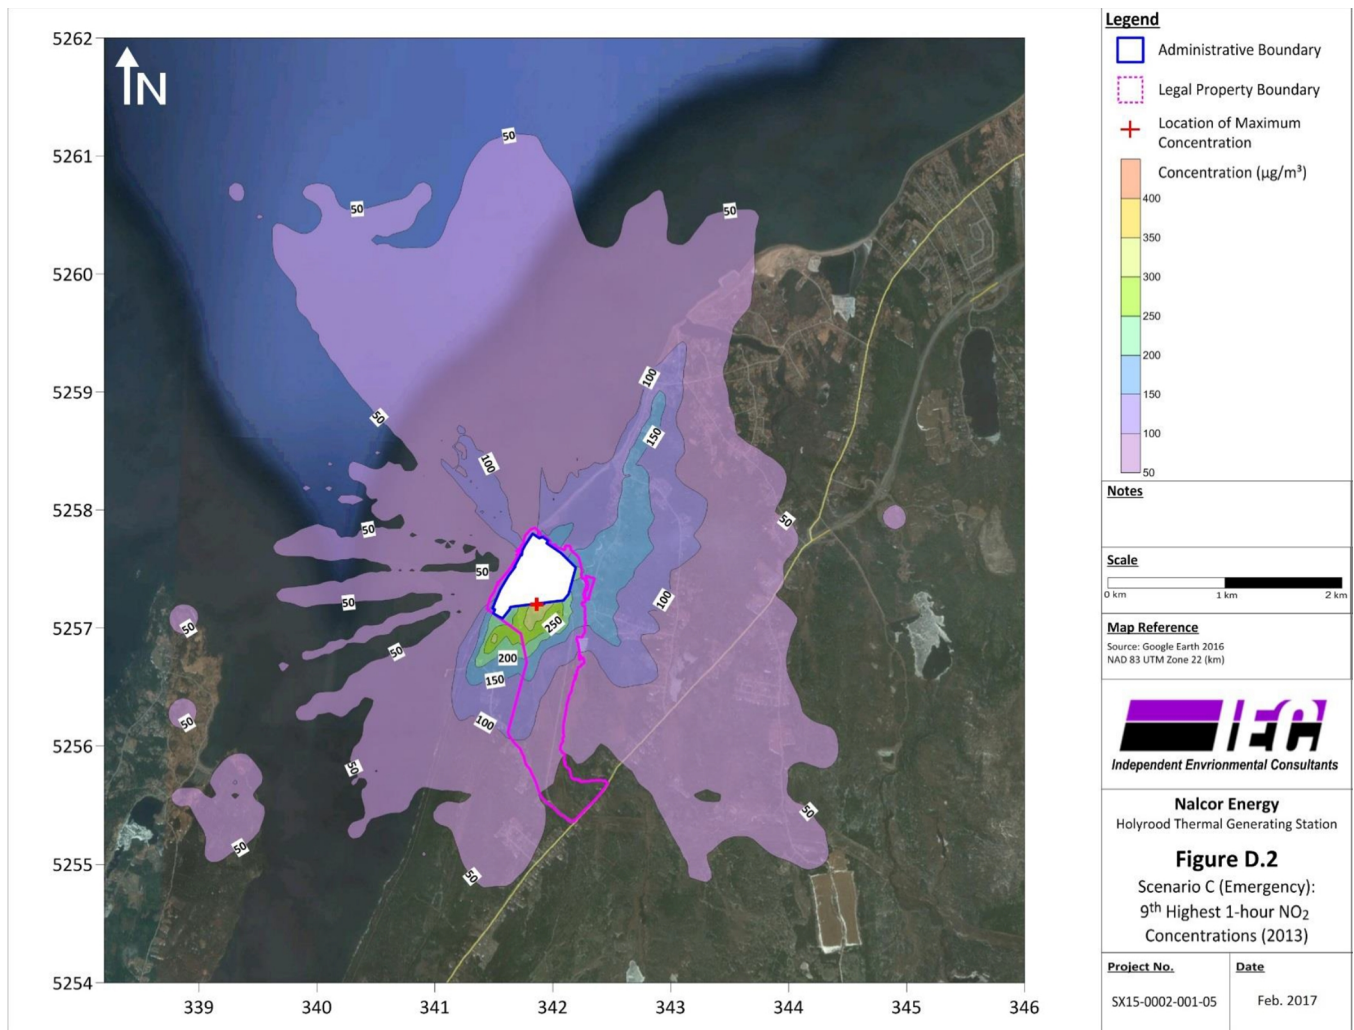 5262
5261
5260
5259
5258
5257
5256
5255
5254
339
340
341
342
343
344
345
346
N
50
50
50
50
100
100
150
50
50
50
50
50
100
250
200
150
100
50
50
50
50
50
50
Legend
Administrative Boundary
Legal Property Boundary
Location of Maximum
Concentration
Concentration (µg/m³)
400
350
300
250
200
150
100
50
Notes
Scale
0 km
1 km
2 km
Map Reference
Source: Google Earth 2016
NAD 83 UTM Zone 22 (km)
IEC
Independent Envrionmental Consultants
Nalcor Energy
Holyrood Thermal Generating Station
Figure D.2
Scenario C (Emergency):
9th Highest 1-hour NO2
Concentrations (2013)
Project No.
SX15-0002-001-05
Date
Feb. 2017